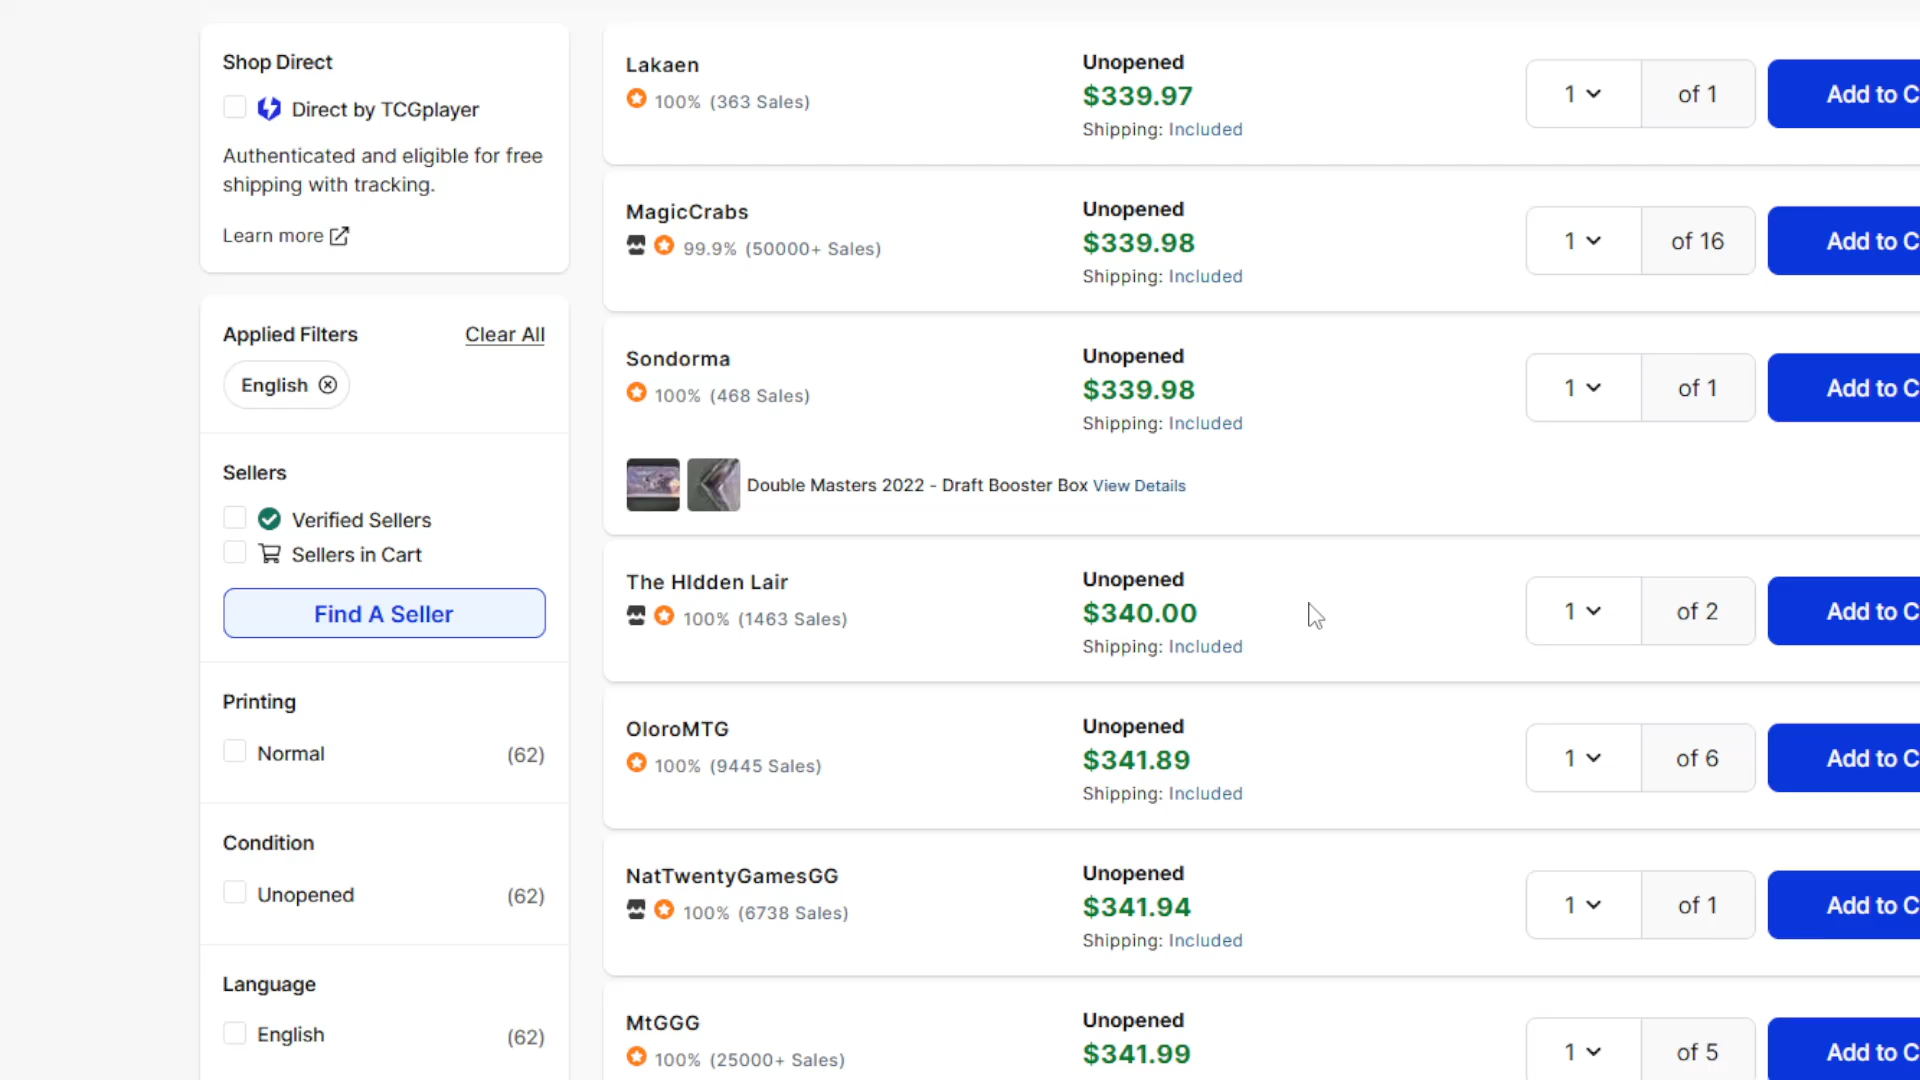 Shop Direct
Direct by TCGplayer
Authenticated and eligible for free
shipping with tracking.
Learn more
Applied Filters
Clear All
English
Sellers
Verified Sellers
Sellers in Cart
Find A Seller
Printing
Normal (62)
Condition
Unopened (62)
Language
English (62)
Lakaen
100% (363 Sales)
Unopened
$339.97
Shipping: Included
1 of 1
Add to C
MagicCrabs
99.9% (50000+ Sales)
Unopened
$339.98
Shipping: Included
1 of 16
Add to C
Sondorma
100% (468 Sales)
Unopened
$339.98
Shipping: Included
1 of 1
Add to C
Double Masters 2022 - Draft Booster Box View Details
The HIdden Lair
100% (1463 Sales)
Unopened
$340.00
Shipping: Included
1 of 2
Add to C
OloroMTG
100% (9445 Sales)
Unopened
$341.89
Shipping: Included
1 of 6
Add to C
NatTwentyGamesGG
100% (6738 Sales)
Unopened
$341.94
Shipping: Included
1 of 1
Add to C
MtGGG
100% (25000+ Sales)
Unopened
$341.99
1 of 5
Add to C